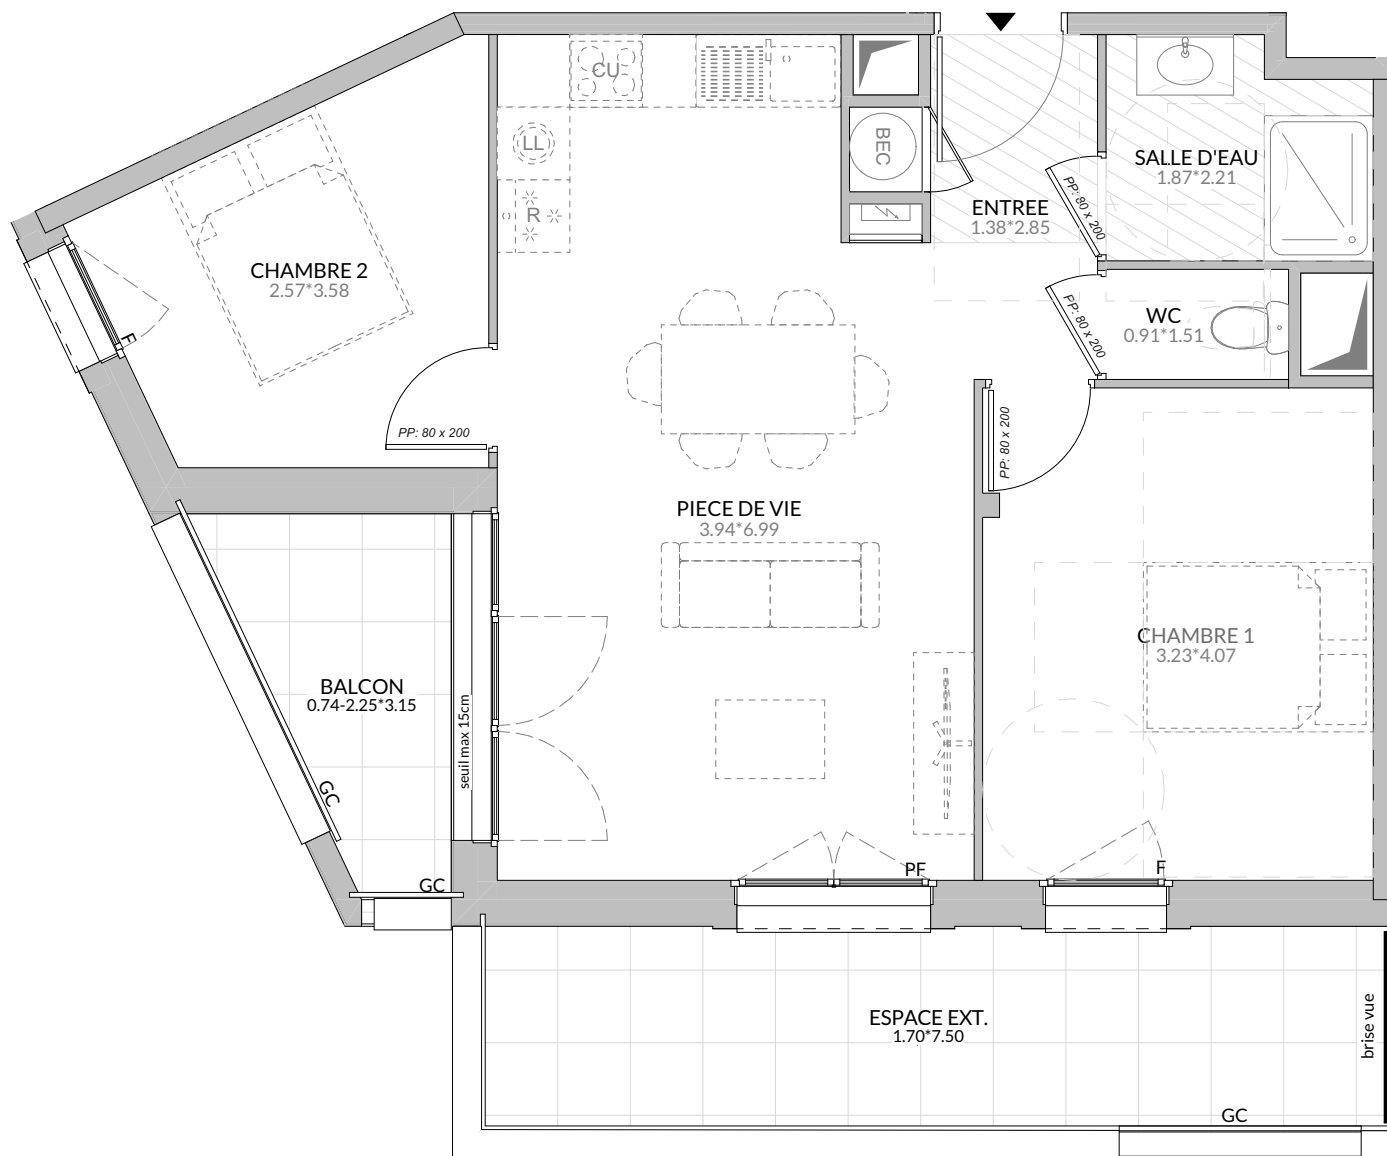 CU
LL
R
BEC
ENTREE
1.38*2.85
SALLE D'EAU
1.87*2.21
PP: 80 x 200
WC
0.91*1.51
PP: 80 x 200
CHAMBRE 2
2.57*3.58
F
PP: 80 x 200
PP: 80 x 200
PIECE DE VIE
3.94*6.99
CHAMBRE 1
3.23*4.07
BALCON
0.74-2.25*3.15
seuil max 15cm
GC
GC
PF
F
ESPACE EXT.
1.70*7.50
brise vue
GC